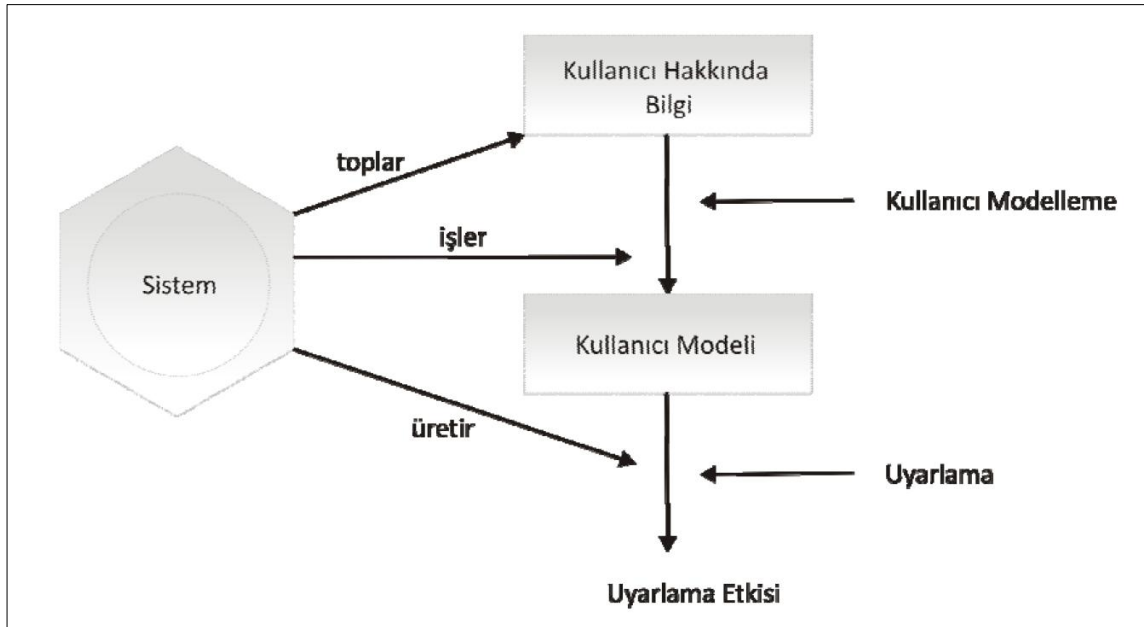 Kullanıcı Hakkında
Bilgi
toplar
Kullanıcı Modelleme
işler
Sistem
Kullanıcı Modeli
üretir
Uyarlama
Uyarlama Etkisi